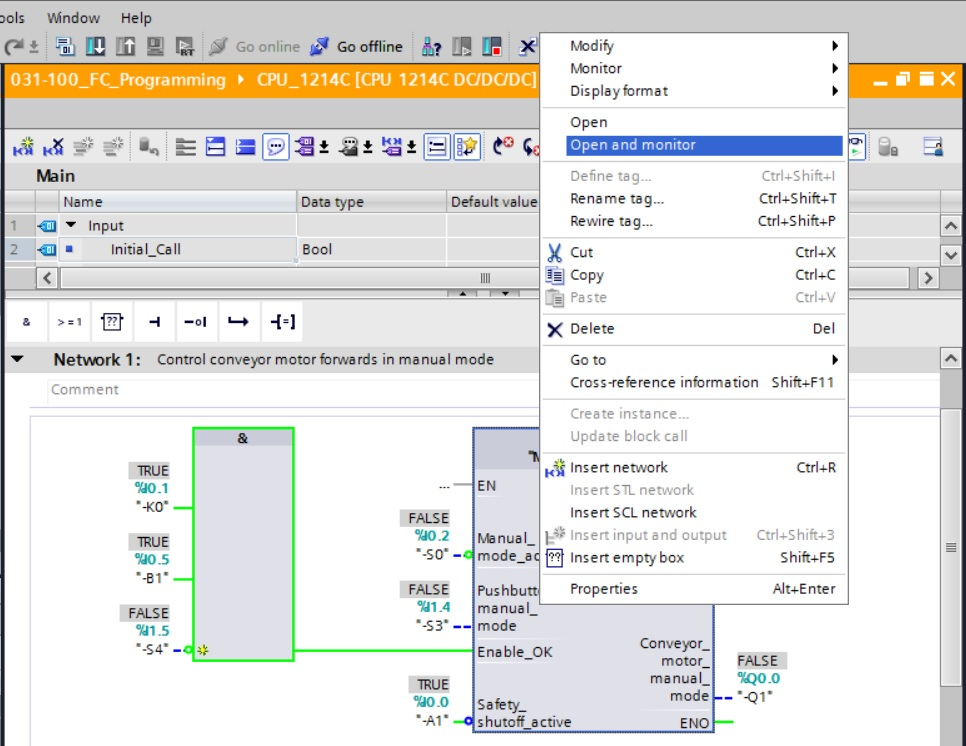 ools Window Help
Go online Go offline
031-100_FC_Programming CPU_1214C [CPU 1214C DC/DC/DC]
Main
Name Data type Default value
1 Input
2 Initial_Call Bool
& >=1 ?? -o| [=]
Network 1: Control conveyor motor forwards in manual mode
Comment
&
TRUE
%I0.1
"-K0"
TRUE
%I0.5
"-B1"
FALSE
%I1.5
"-S4"
"M
... EN
FALSE
%I0.2
"-S0"
Manual_
mode_ac
FALSE
%I1.4
"-S3"
Pushbutt
manual_
mode
Enable_OK
TRUE
%I0.0
"-A1"
Safety_
shutoff_active
Conveyor_
motor_
manual_
mode
FALSE
%Q0.0
"-Q1"
ENO
Modify
Monitor
Display format
Open
Open and monitor
Define tag... Ctrl+Shift+I
Rename tag... Ctrl+Shift+T
Rewire tag... Ctrl+Shift+P
Cut Ctrl+X
Copy Ctrl+C
Paste Ctrl+V
Delete Del
Go to
Cross-reference information Shift+F11
Create instance...
Update block call
Insert network Ctrl+R
Insert STL network
Insert SCL network
Insert input and output Ctrl+Shift+3
?? Insert empty box Shift+F5
Properties Alt+Enter